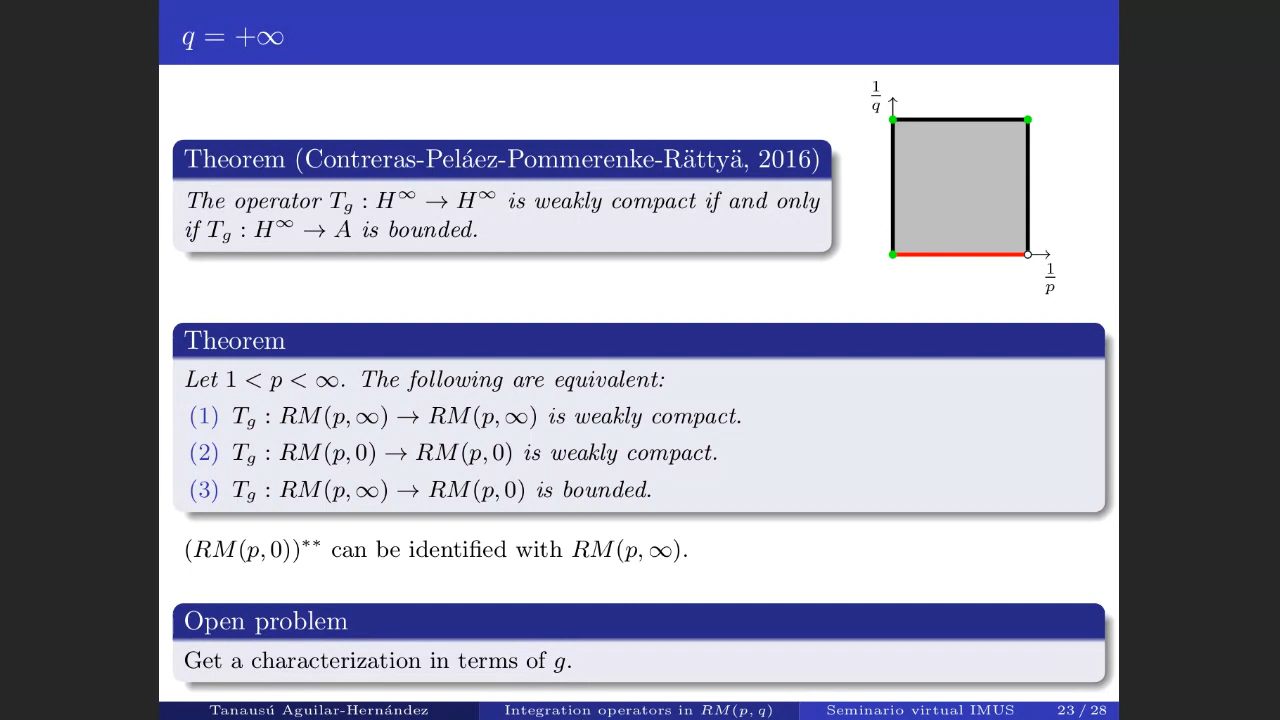 q = +∞
1/q
Theorem (Contreras-Peláez-Pommerenke-Rättyä, 2016)
The operator T_g : H^∞ → H^∞ is weakly compact if and only
if T_g : H^∞ → A is bounded.
1/p
Theorem
Let 1 < p < ∞. The following are equivalent:
(1) T_g : RM(p, ∞) → RM(p, ∞) is weakly compact.
(2) T_g : RM(p, 0) → RM(p, 0) is weakly compact.
(3) T_g : RM(p, ∞) → RM(p, 0) is bounded.
(RM(p, 0))** can be identified with RM(p, ∞).
Open problem
Get a characterization in terms of g.
Tanausú Aguilar-Hernández Integration operators in RM(p, q) Seminario virtual IMUS 23 / 28